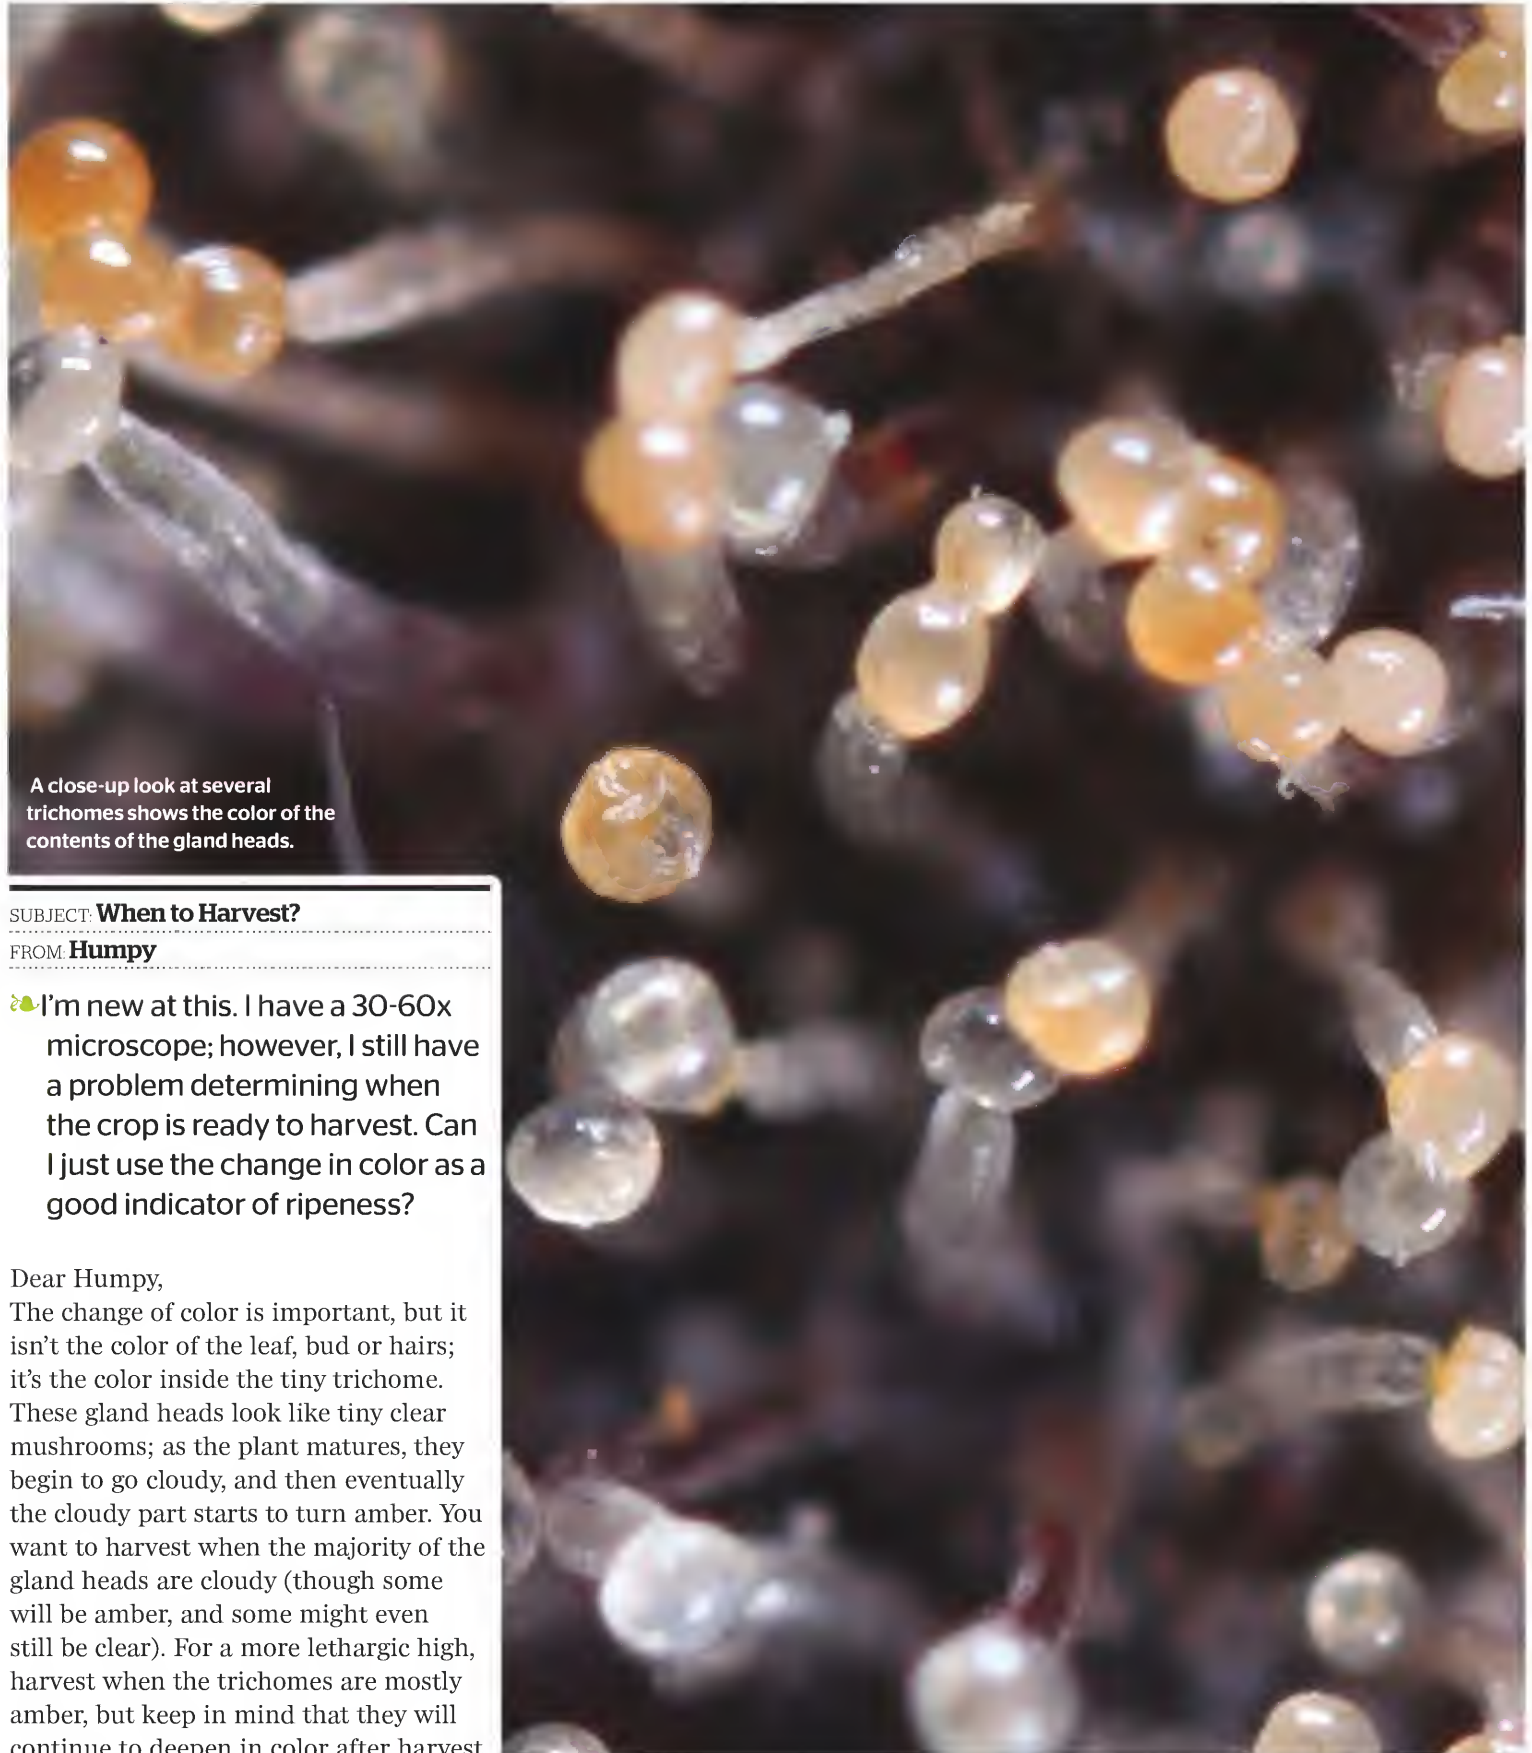 A close-up look at several
trichomes shows the color of the
contents of the gland heads.
SUBJECT: When to Harvest?
FROM: Humpy
I'm new at this. I have a 30-60x
microscope; however, I still have
a problem determining when
the crop is ready to harvest. Can
I just use the change in color as a
good indicator of ripeness?
Dear Humpy,
The change of color is important, but it
isn't the color of the leaf, bud or hairs;
it's the color inside the tiny trichome.
These gland heads look like tiny clear
mushrooms; as the plant matures, they
begin to go cloudy, and then eventually
the cloudy part starts to turn amber. You
want to harvest when the majority of the
gland heads are cloudy (though some
will be amber, and some might even
still be clear). For a more lethargic high,
harvest when the trichomes are mostly
amber, but keep in mind that they will
continue to deepen in color after harvest